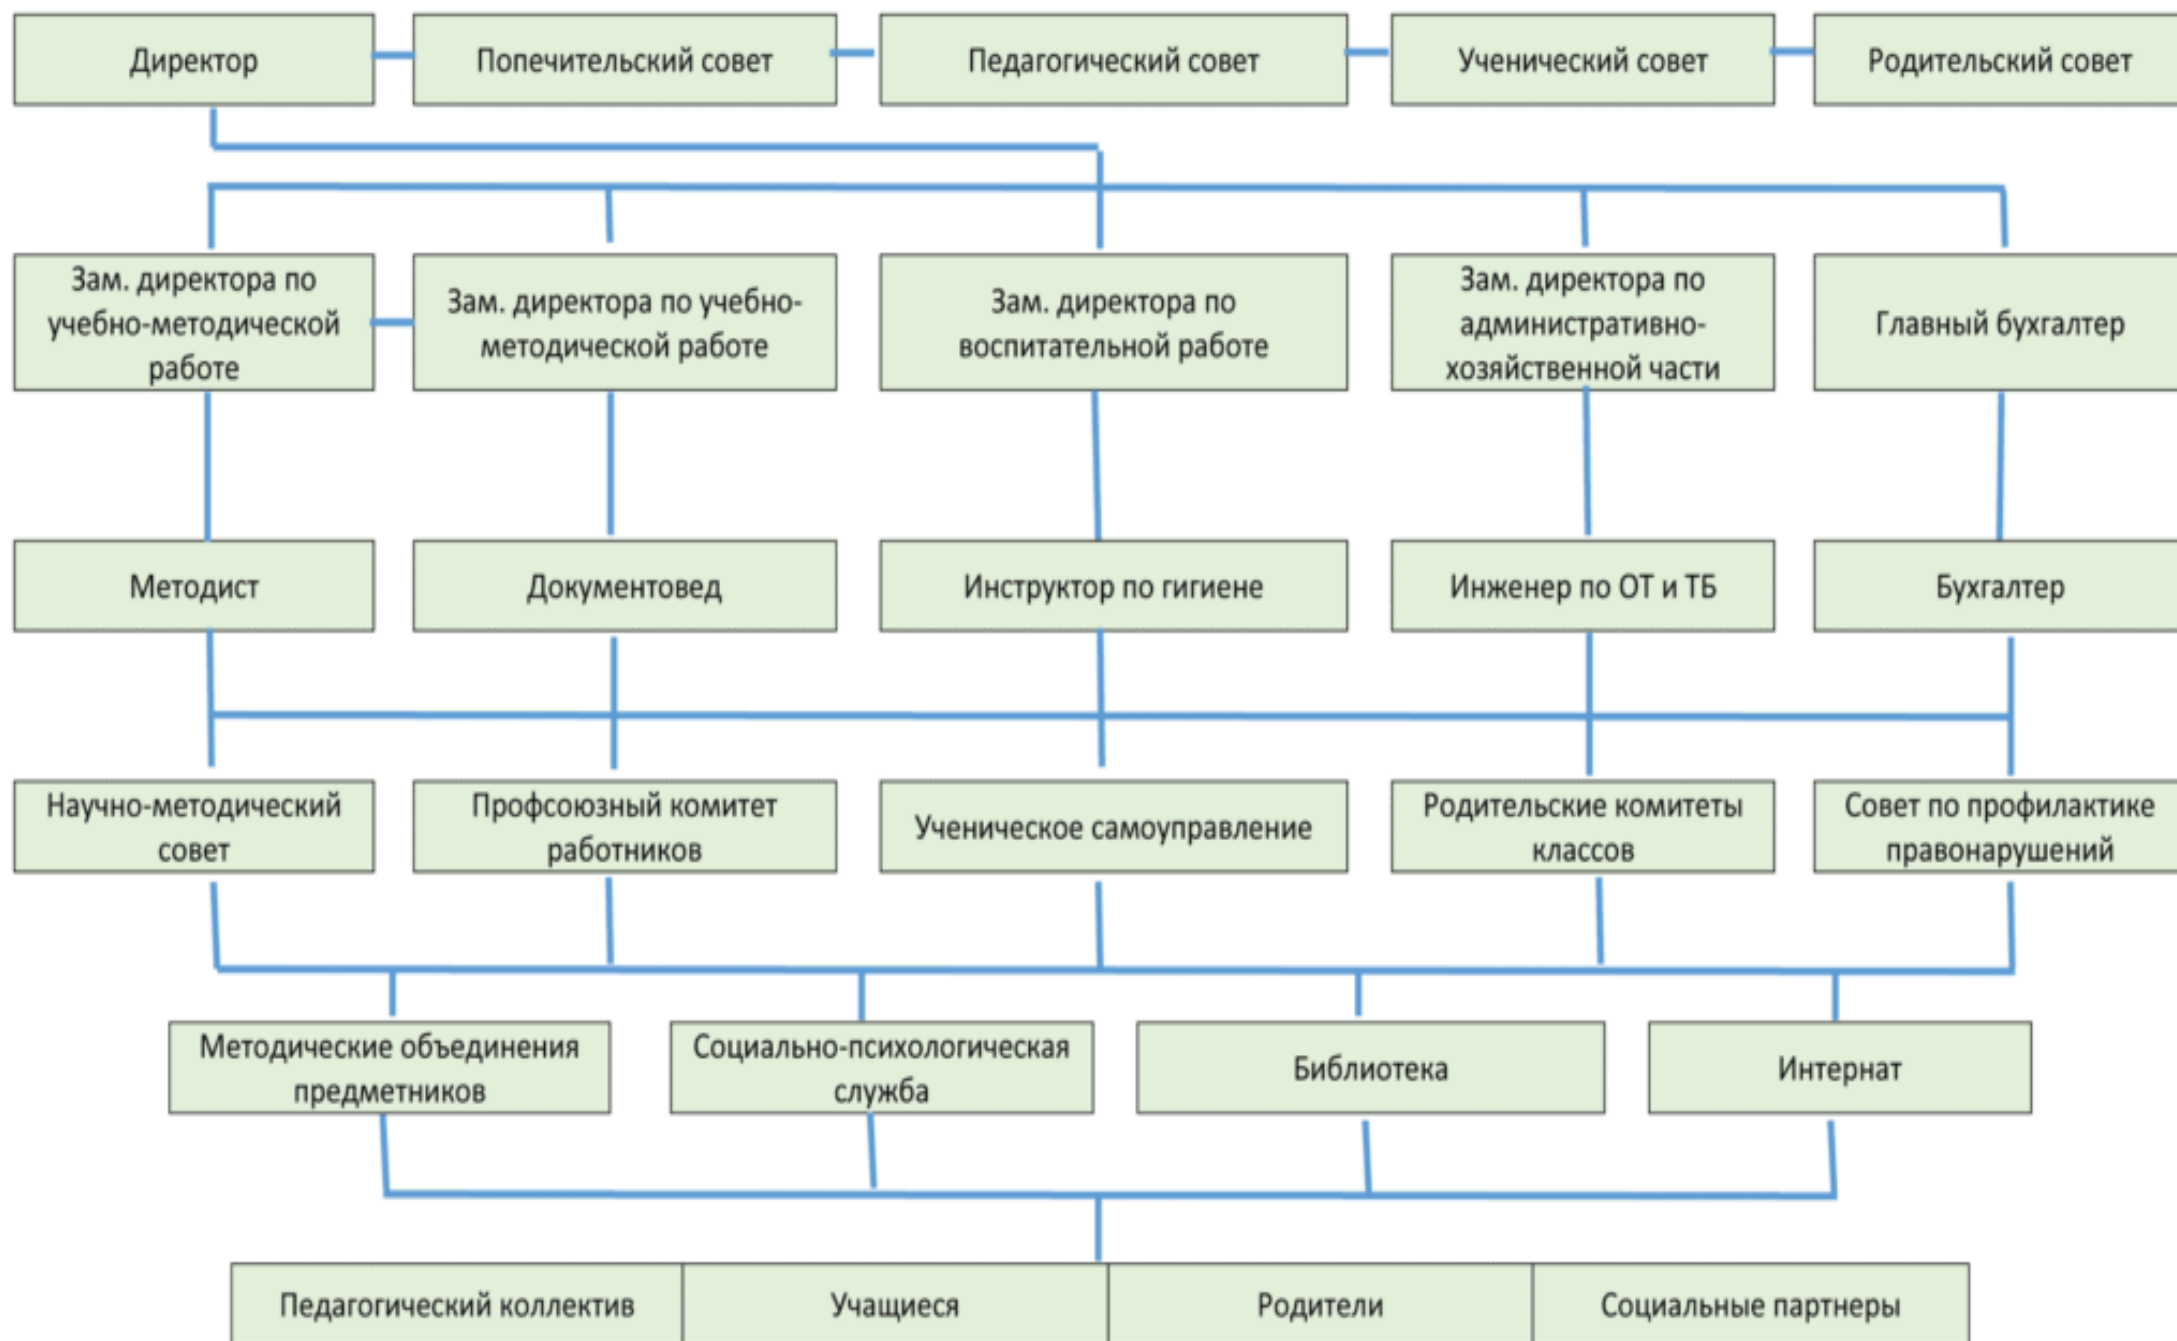 Директор
Попечительский совет
Педагогический совет
Ученический совет
Родительский совет
Зам. директора по
учебно-методической
работе
Зам. директора по учебно-
методической работе
Зам. директора по
воспитательной работе
Зам. директора по
административно-
хозяйственной части
Главный бухгалтер
Методист
Документовед
Инструктор по гигиене
Инженер по ОТ и ТБ
Бухгалтер
Научно-методический
совет
Профсоюзный комитет
работников
Ученическое самоуправление
Родительские комитеты
классов
Совет по профилактике
правонарушений
Методические объединения
предметников
Социально-психологическая
служба
Библиотека
Интернат
Педагогический коллектив
Учащиеся
Родители
Социальные партнеры